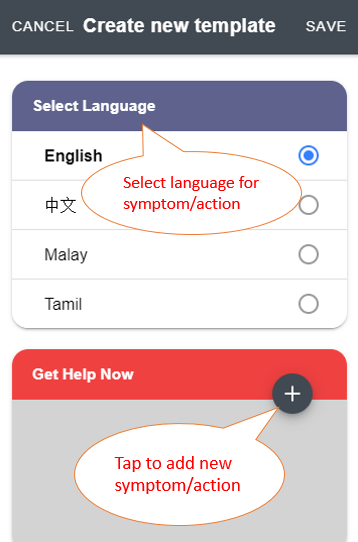 CANCEL Create new template SAVE
Select Language
English
Select language for
symptom/action
中文
Malay
Tamil
Get Help Now
Tap to add new
symptom/action